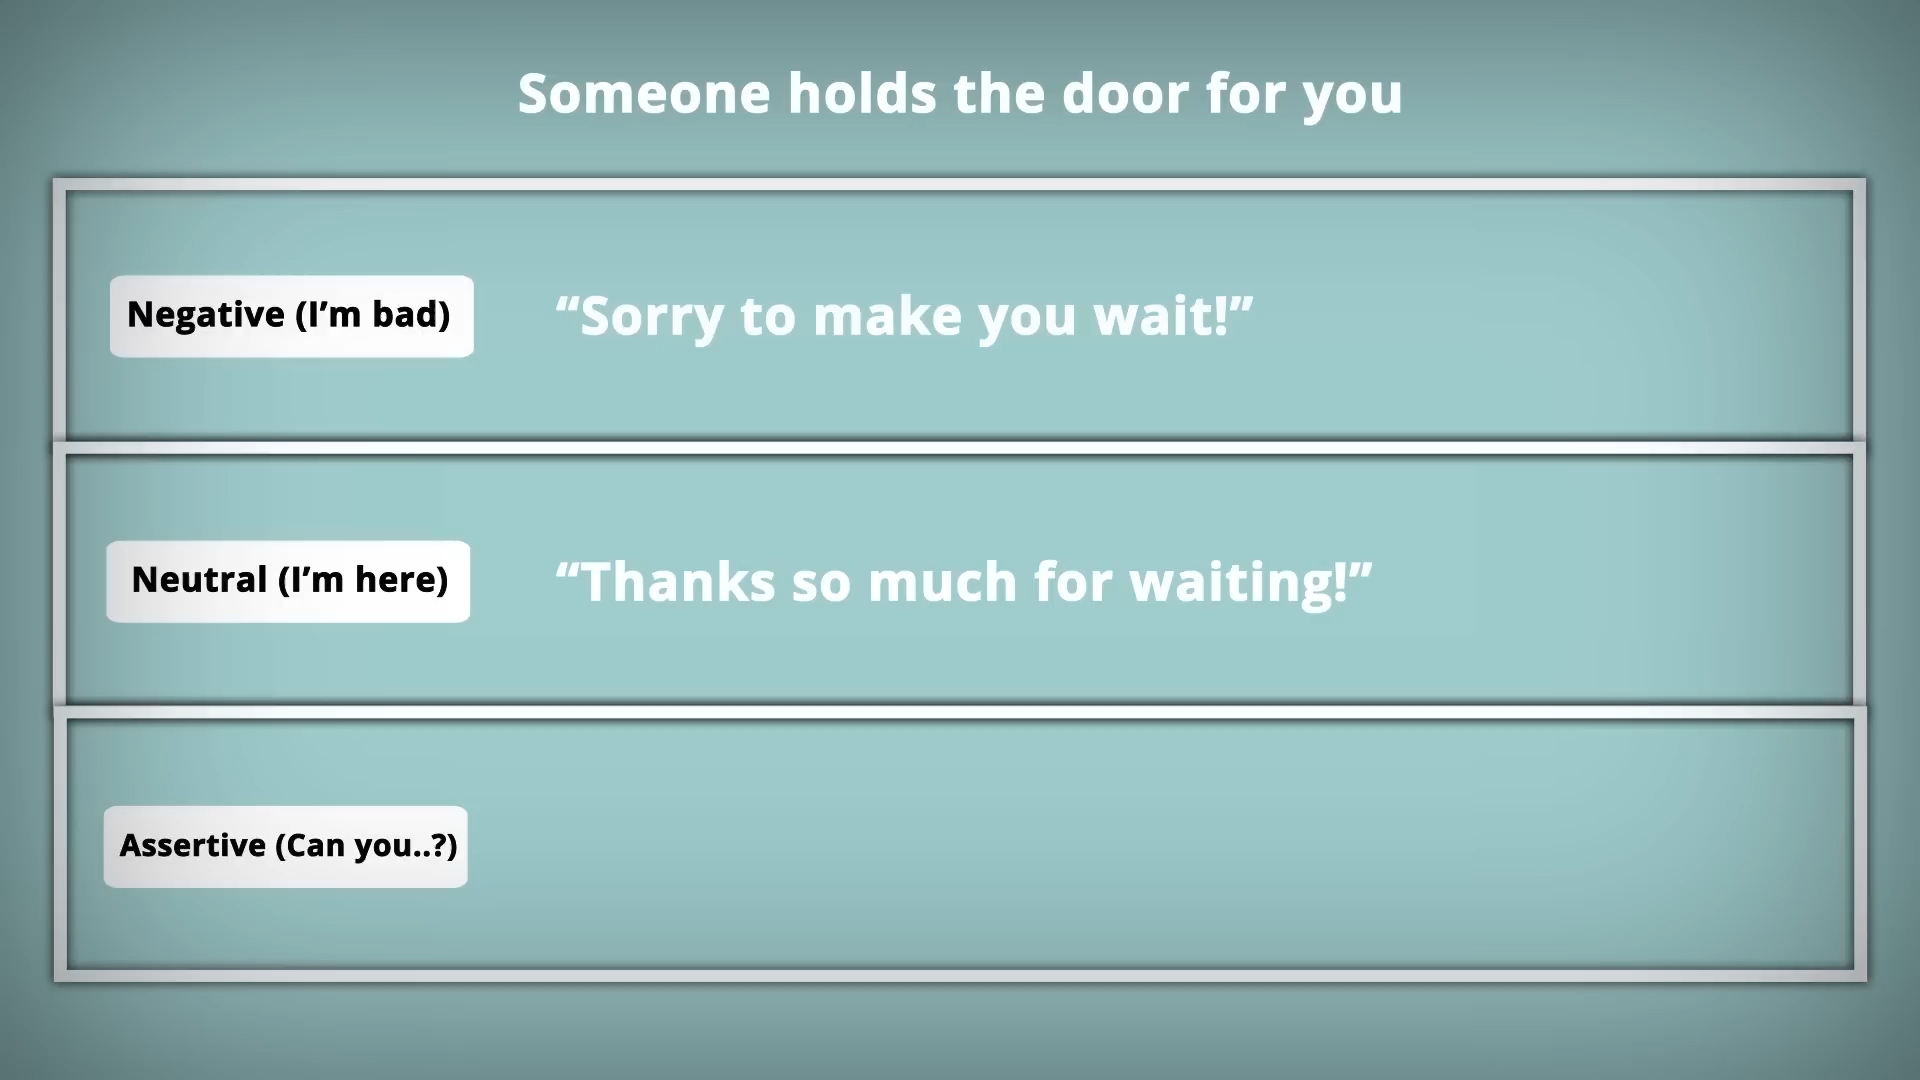 Someone holds the door for you
Negative (I’m bad)
“Sorry to make you wait!”
Neutral (I’m here)
“Thanks so much for waiting!”
Assertive (Can you..?)